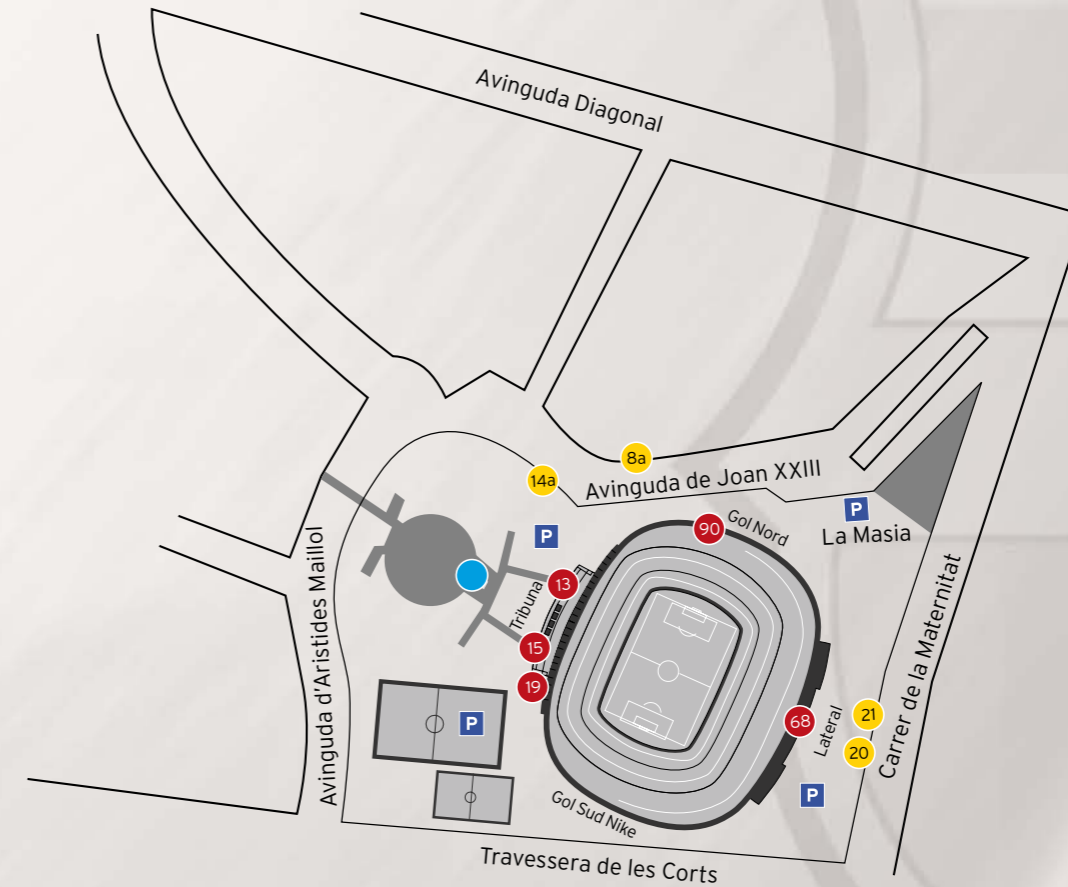 Avinguda Diagonal
8a
14a
Avinguda de Joan XXIII
P
La Masia
90
Gol Nord
P
13
Tribuna
15
19
Avinguda d'Aristides Maillol
P
68
Lateral
21
20
Carrer de la Maternitat
P
Gol Sud Nike
Travessera de les Corts